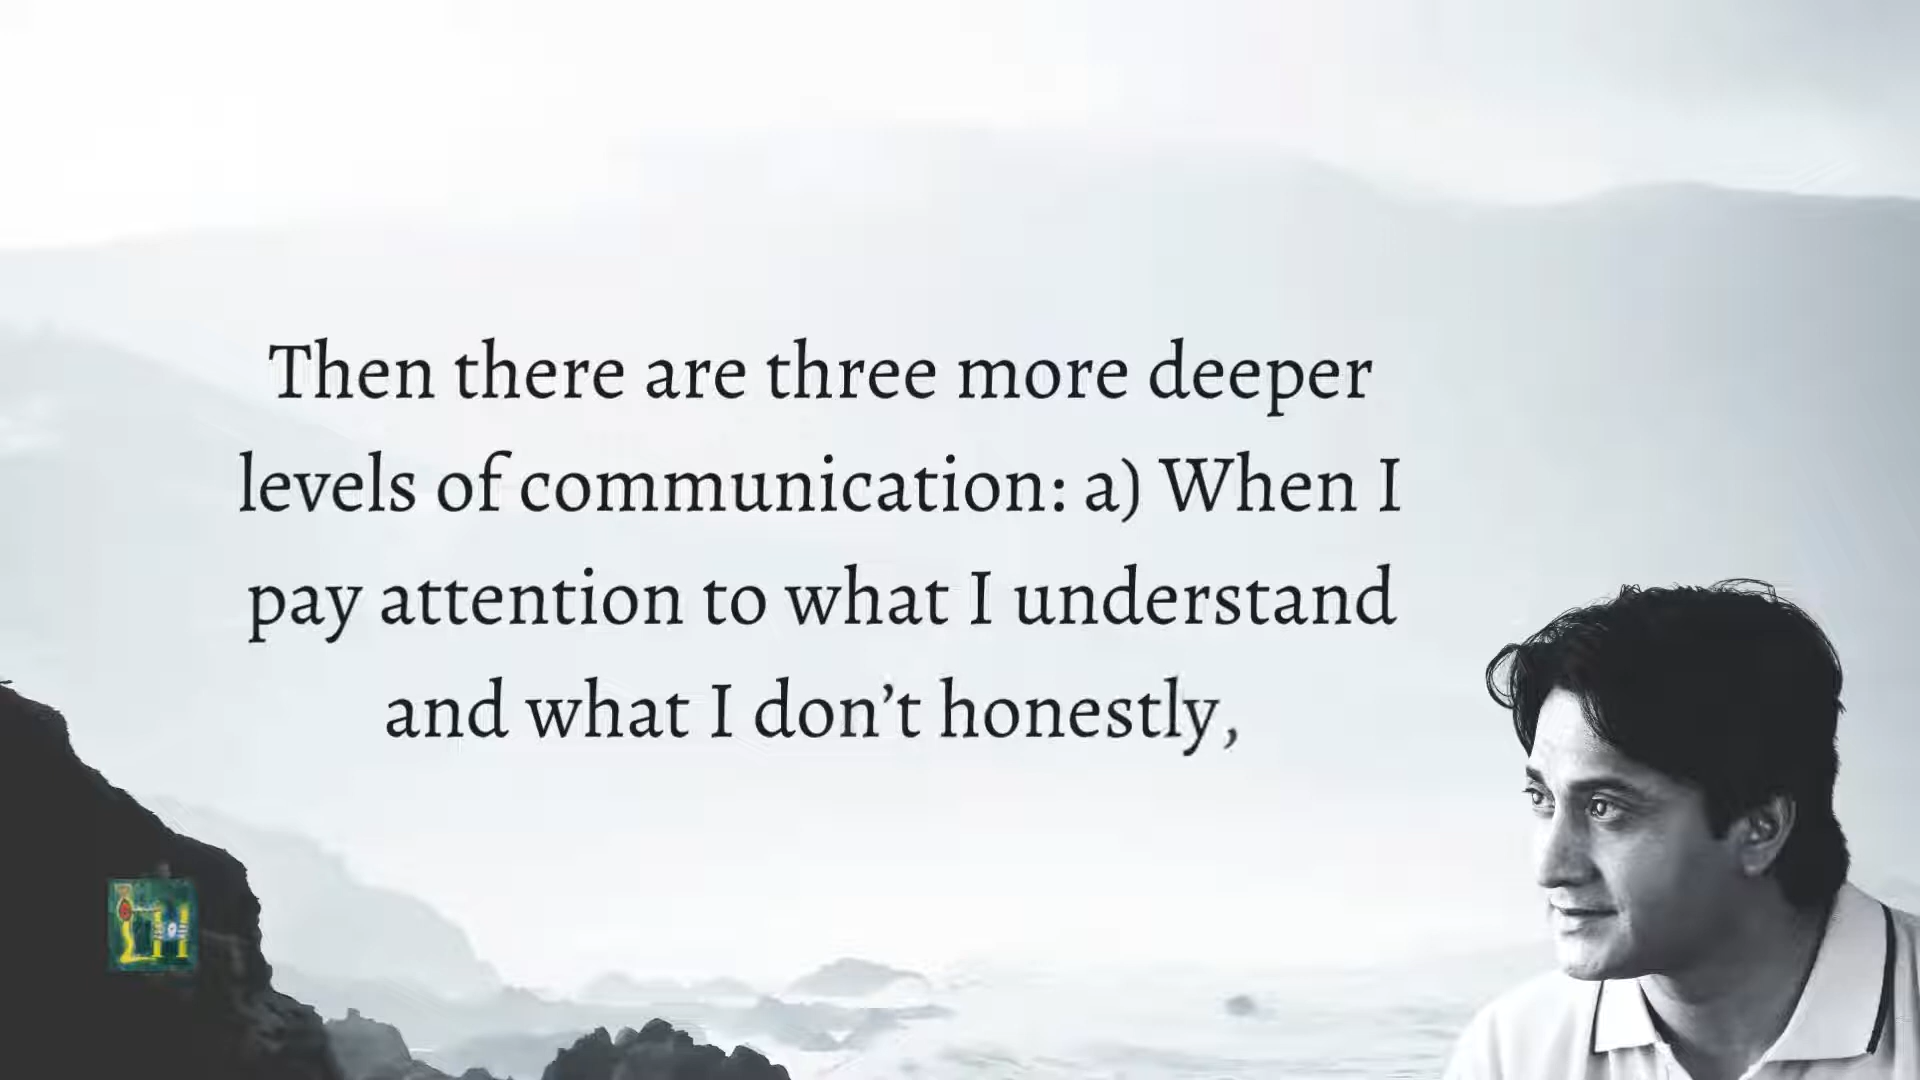 Then there are three more deeper
levels of communication: a) When I
pay attention to what I understand
and what I don’t honestly,